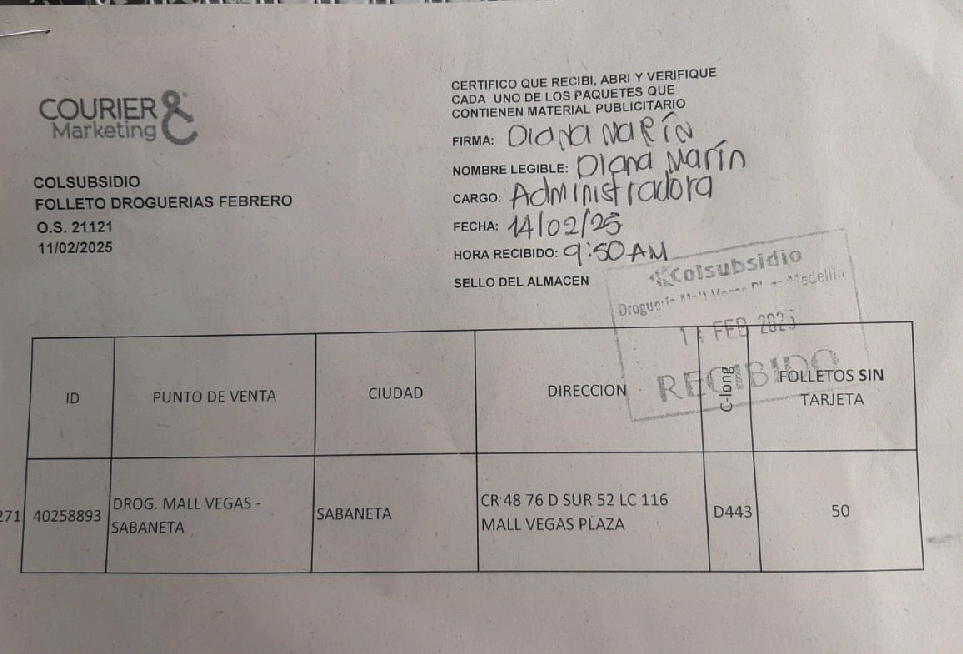 COURIER &
Marketing
COLSUBSIDIO
FOLLETO DROGUERIAS FEBRERO
O.S. 21121
11/02/2025
CERTIFICO QUE RECIBI, ABRI Y VERIFIQUE
CADA UNO DE LOS PAQUETES QUE
CONTIENEN MATERIAL PUBLICITARIO
FIRMA: Diana Marín
NOMBRE LEGIBLE: Diana Marín
CARGO: Administradora
FECHA: 14/02/25
HORA RECIBIDO: 9:50 AM
SELLO DEL ALMACEN
Colsubsidio
Droguería Mall Medellín
FEB 2025
RECIBIDO
ID
PUNTO DE VENTA
CIUDAD
DIRECCION
C-long
FOLLETOS SIN
TARJETA
271
40258893
DROG. MALL VEGAS -
SABANETA
SABANETA
CR 48 76 D SUR 52 LC 116
MALL VEGAS PLAZA
D443
50